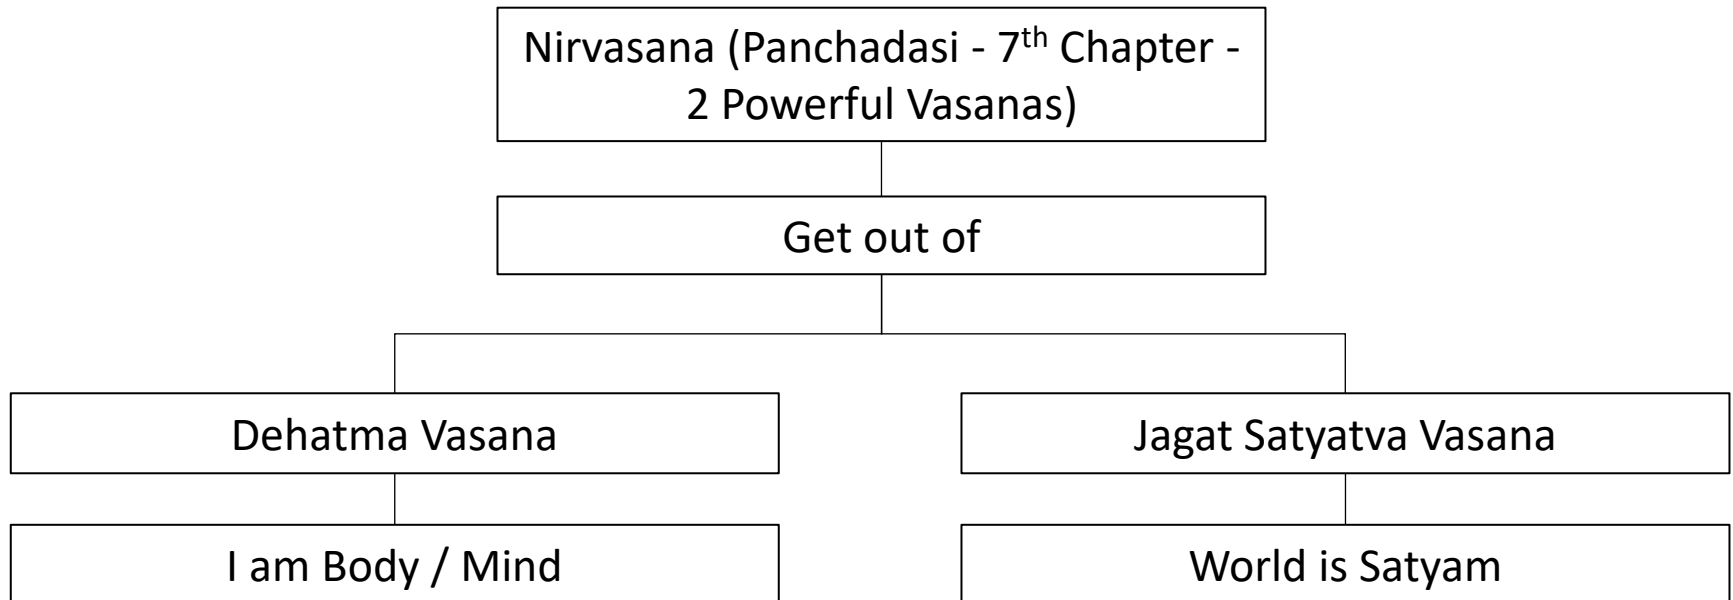 Nirvasana (Panchadasi - 7th Chapter -
2 Powerful Vasanas)
Get out of
Dehatma Vasana
Jagat Satyatva Vasana
I am Body / Mind
World is Satyam